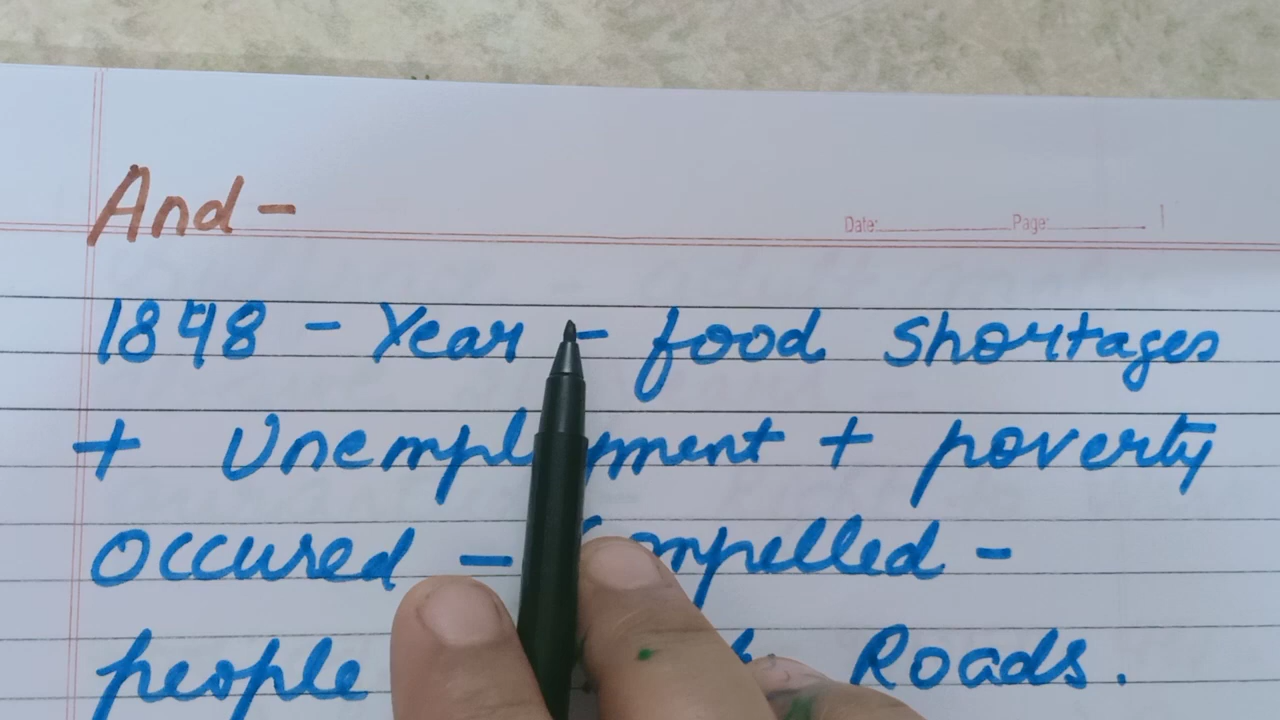 And -
Date: Page:
1848 - Year - food shortages
+ Unemployment + poverty
Occured - Compelled -
people Roads.